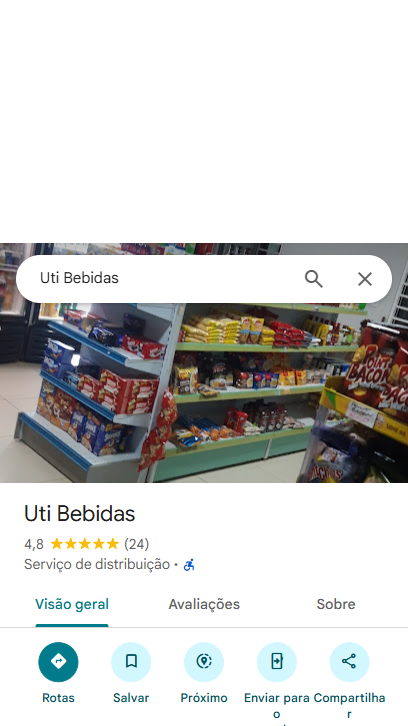 Uti Bebidas
Uti Bebidas
4,8 (24)
Serviço de distribuição ·
Visão geral Avaliações Sobre
Rotas Salvar Próximo Enviar para o Compartilhar